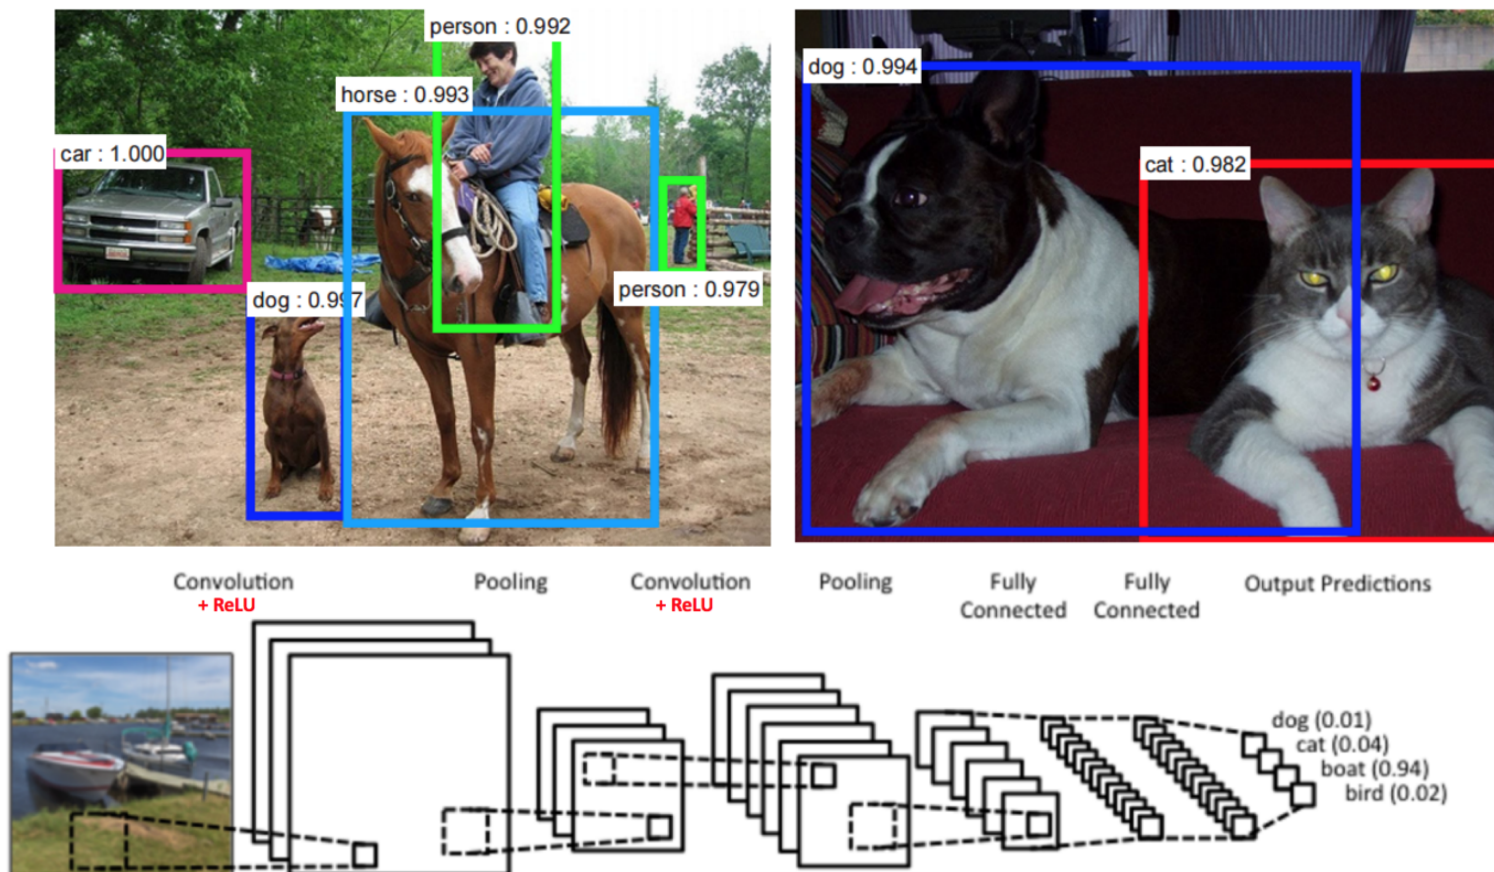 person : 0.992
horse : 0.993
car : 1.000
dog : 0.997
person : 0.979
dog : 0.994
cat : 0.982
Convolution
+ ReLU
Pooling
Convolution
+ ReLU
Pooling
Fully
Connected
Fully
Connected
Output Predictions
dog (0.01)
cat (0.04)
boat (0.94)
bird (0.02)